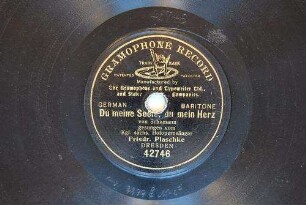 GRAMOPHONE RECORD
TRADE MARK
Manufactured by
The Gramophone and Typewriter Ltd.,
and Sister Companies.
GERMAN BARITONE
Du meine Seele, du mein Herz
von Schumann
gesungen vom
Kgl. sächs. Hofopernsänger
Friedr. Plaschke
DRESDEN
42746